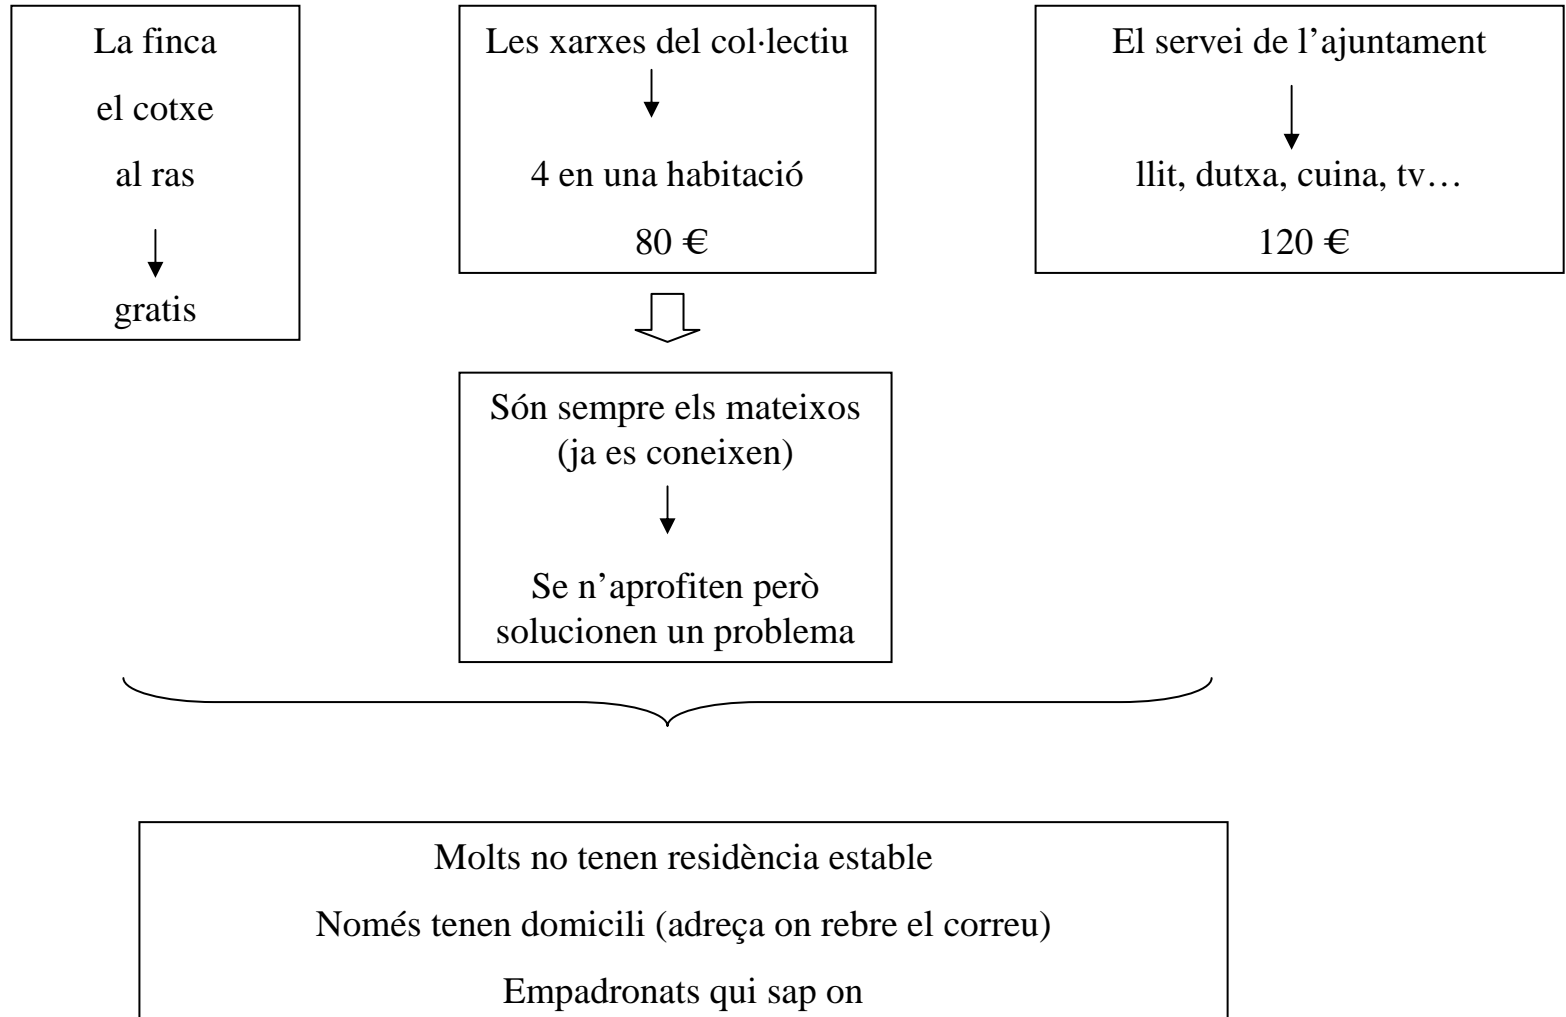 La finca
el cotxe
al ras
gratis
Les xarxes del col·lectiu
4 en una habitació
80 €
El servei de l’ajuntament
llit, dutxa, cuina, tv…
120 €
Són sempre els mateixos
(ja es coneixen)
Se n’aprofiten però
solucionen un problema
Molts no tenen residència estable
Només tenen domicili (adreça on rebre el correu)
Empadronats qui sap on